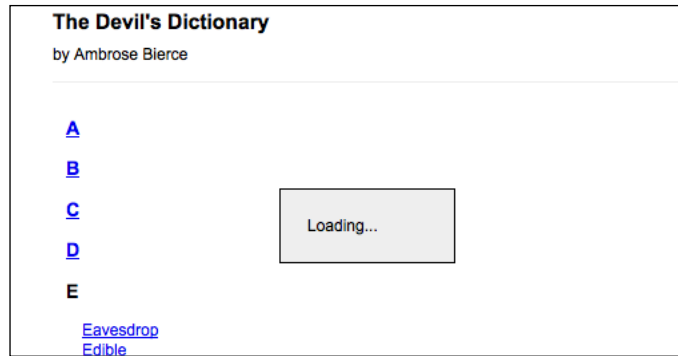 The Devil's Dictionary
by Ambrose Bierce
A
B
C
Loading...
D
E
Eavesdrop
Edible